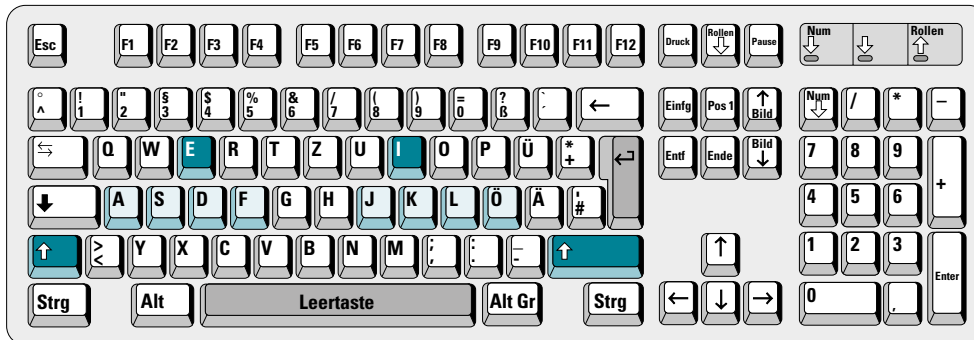 Esc F1 F2 F3 F4 F5 F6 F7 F8 F9 F10 F11 F12 Druck Rollen Pause Num Rollen
° ! " § $ % & / ( ) = ? ` ← Einfg Pos 1 ↑ Num / * –
^ 1 2 3 4 5 6 7 8 9 0 ß ´ Bild
⇆ Q W E R T Z U I O P Ü * ↵ Entf Ende Bild 7 8 9 +
+ ↓
⬇ A S D F G H J K L Ö Ä ' 4 5 6
#
⇧ > Y X C V B N M ; : _ ⇧ ↑ 1 2 3 Enter
< , . -
Strg Alt Leertaste Alt Gr Strg ← ↓ → 0 ,